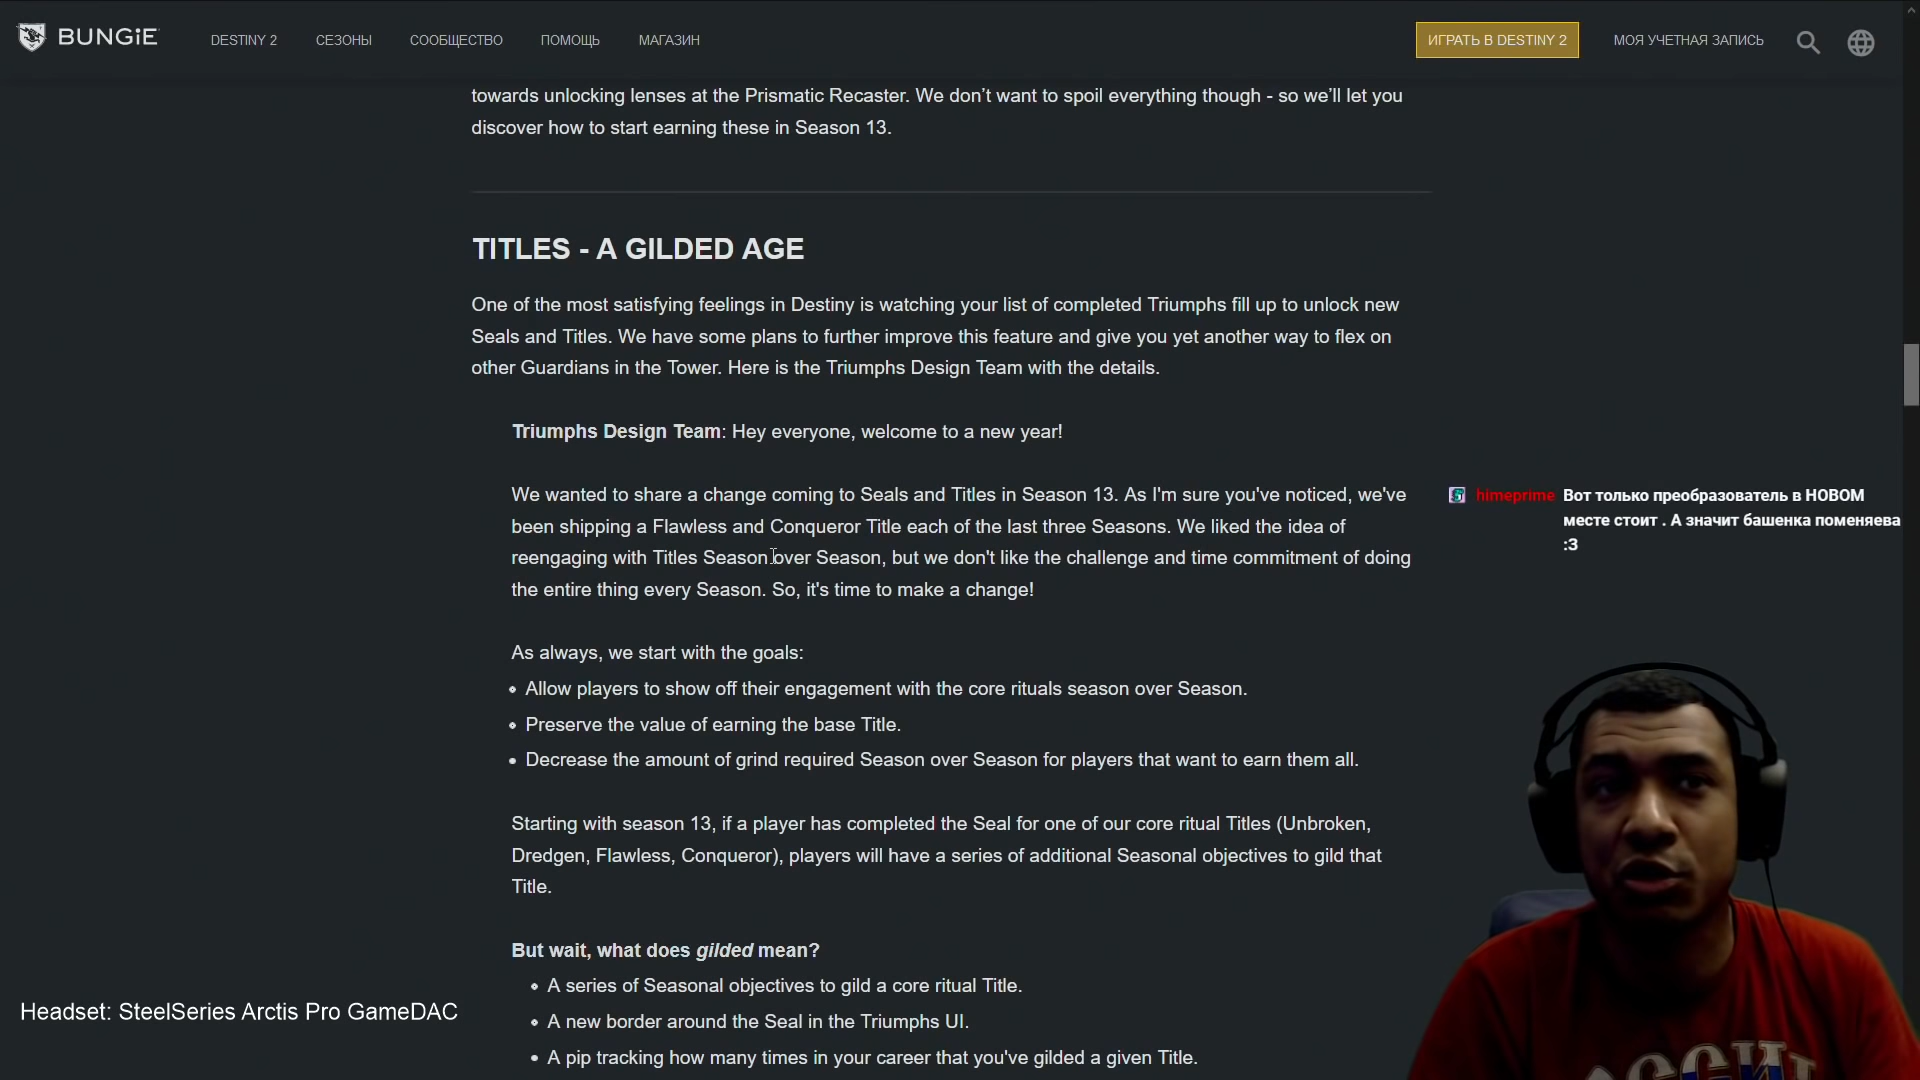 BUNGiE
DESTINY 2
СЕЗОНЫ
СООБЩЕСТВО
ПОМОЩЬ
МАГАЗИН
ИГРАТЬ В DESTINY 2
МОЯ УЧЕТНАЯ ЗАПИСЬ
towards unlocking lenses at the Prismatic Recaster. We don’t want to spoil everything though - so we’ll let you
discover how to start earning these in Season 13.
TITLES - A GILDED AGE
One of the most satisfying feelings in Destiny is watching your list of completed Triumphs fill up to unlock new
Seals and Titles. We have some plans to further improve this feature and give you yet another way to flex on
other Guardians in the Tower. Here is the Triumphs Design Team with the details.
Triumphs Design Team: Hey everyone, welcome to a new year!
We wanted to share a change coming to Seals and Titles in Season 13. As I'm sure you've noticed, we've
been shipping a Flawless and Conqueror Title each of the last three Seasons. We liked the idea of
reengaging with Titles Season over Season, but we don't like the challenge and time commitment of doing
the entire thing every Season. So, it's time to make a change!
As always, we start with the goals:
• Allow players to show off their engagement with the core rituals season over Season.
• Preserve the value of earning the base Title.
• Decrease the amount of grind required Season over Season for players that want to earn them all.
Starting with season 13, if a player has completed the Seal for one of our core ritual Titles (Unbroken,
Dredgen, Flawless, Conqueror), players will have a series of additional Seasonal objectives to gild that
Title.
But wait, what does gilded mean?
• A series of Seasonal objectives to gild a core ritual Title.
• A new border around the Seal in the Triumphs UI.
• A pip tracking how many times in your career that you've gilded a given Title.
himeprime Вот только преобразователь в НОВОМ
месте стоит . А значит башенка поменяева
:3
Headset: SteelSeries Arctis Pro GameDAC